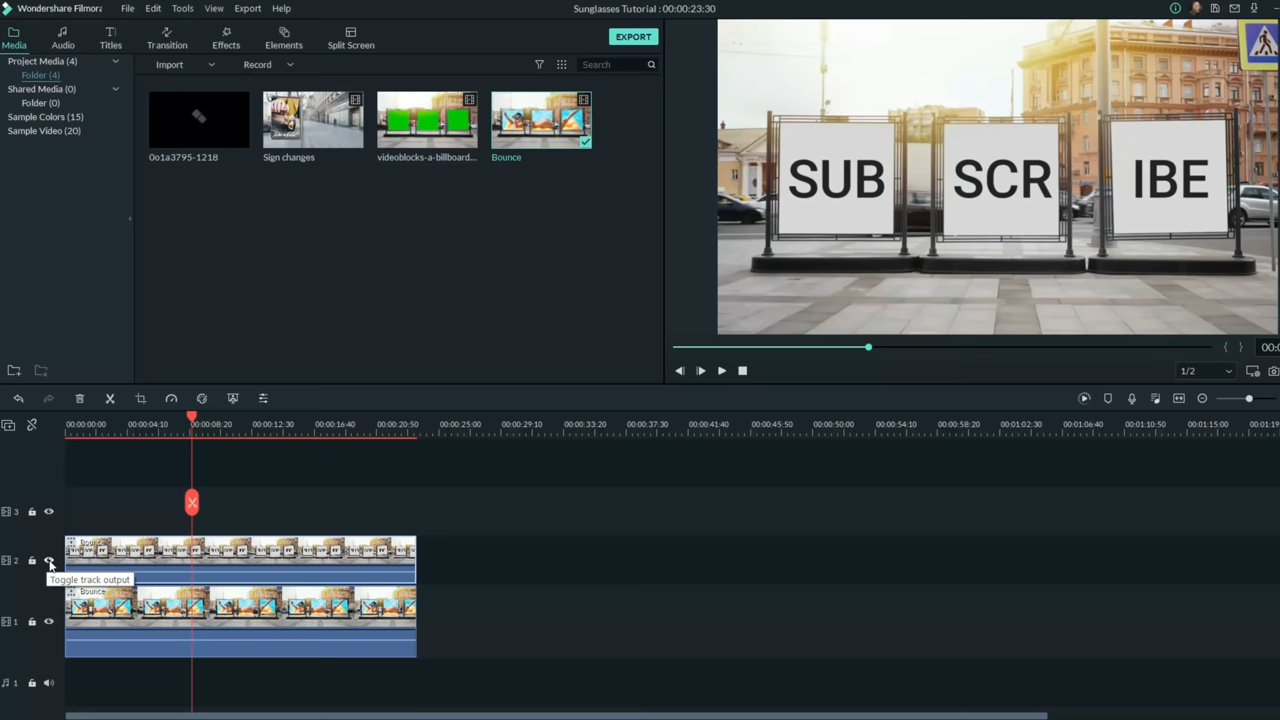 Wondershare Filmora
File Edit Tools View Export Help
Sunglasses Tutorial : 00:00:23:30
Media Audio Titles Transition Effects Elements Split Screen
EXPORT
Project Media (4)
Folder (4)
Shared Media (0)
Folder (0)
Sample Colors (15)
Sample Video (20)
Import Record Search
0o1a3795-1218 Sign changes videoblocks-a-billboard... Bounce
SUB SCR IBE
1/2
00:00:00:00 00:00:04:10 00:00:08:20 00:00:12:30 00:00:16:40 00:00:20:50 00:00:25:00 00:00:29:10 00:00:33:20 00:00:37:30 00:00:41:40 00:00:45:50 00:00:50:00 00:00:54:10 00:00:58:20 00:01:02:30 00:01:06:40 00:01:10:50 00:01:15:00 00:01:19
3
Bounce
2
Toggle track output
Bounce
1
1